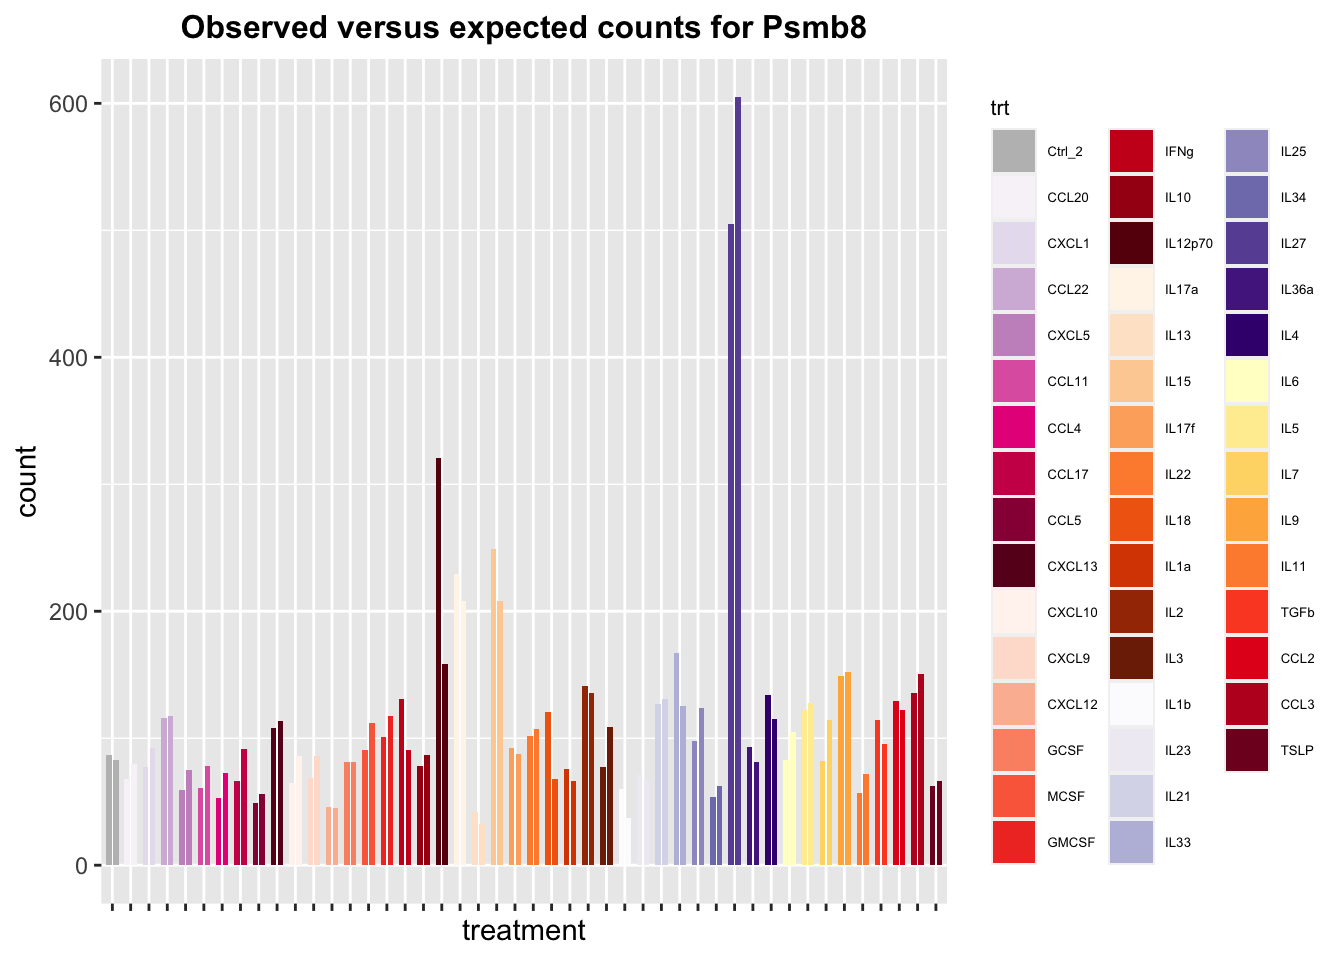 Observed versus expected counts for Psmb8
600
400
200
0
count
treatment
trt
Ctrl_2
CCL20
CXCL1
CCL22
CXCL5
CCL11
CCL4
CCL17
CCL5
CXCL13
CXCL10
CXCL9
CXCL12
GCSF
MCSF
GMCSF
IFNg
IL10
IL12p70
IL17a
IL13
IL15
IL17f
IL22
IL18
IL1a
IL2
IL3
IL1b
IL23
IL21
IL33
IL25
IL34
IL27
IL36a
IL4
IL6
IL5
IL7
IL9
IL11
TGFb
CCL2
CCL3
TSLP